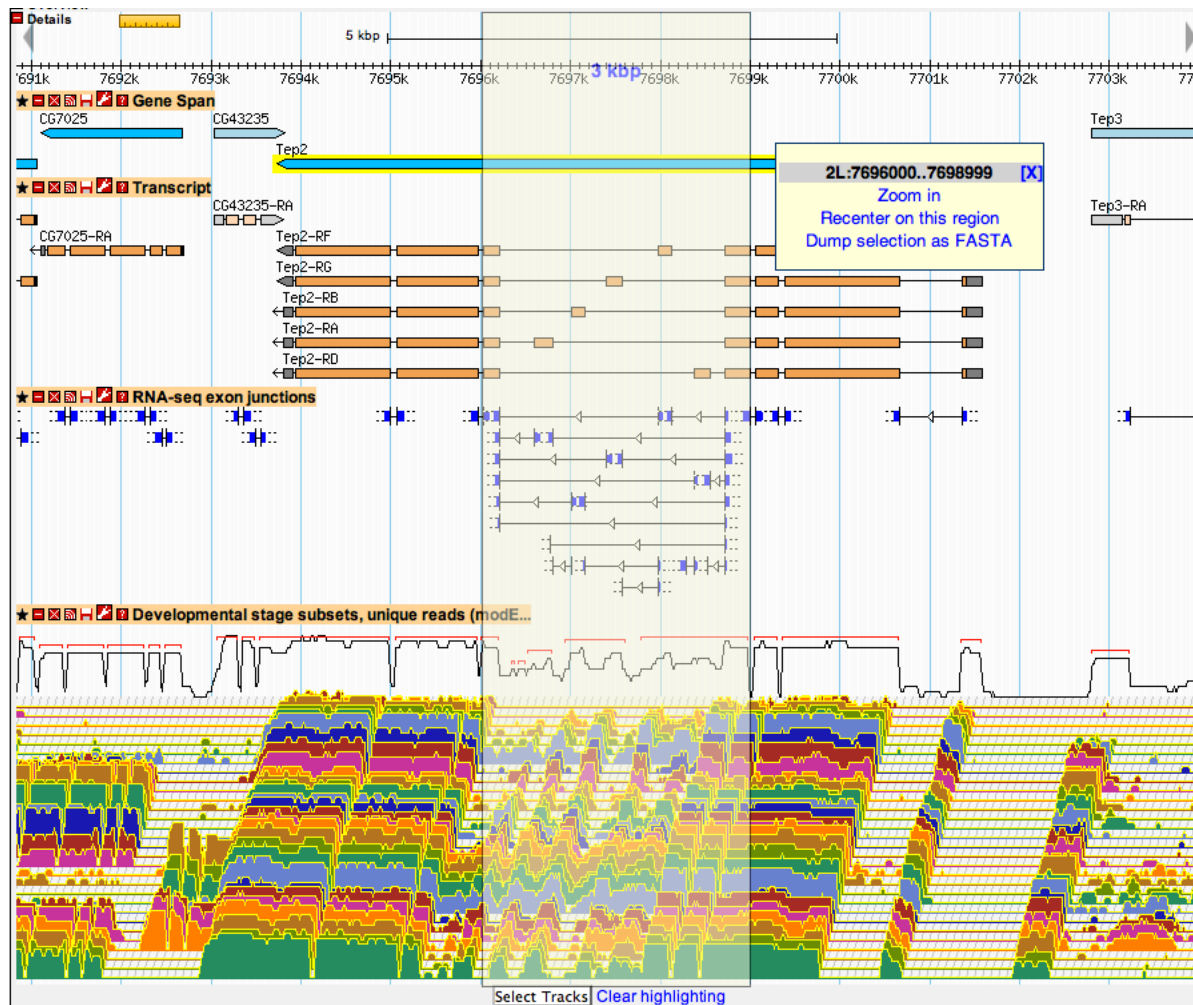 Details
5 kbp
3 kbp
7692k 7693k 7694k 7695k 7696k 7697k 7698k 7699k 7700k 7701k 7702k 7703k
Gene Span
CG7025 CG43235 Tep3
Tep2
2L:7696000..7698999 [X]
Zoom in
Recenter on this region
Dump selection as FASTA
Transcript
CG43235-RA Tep3-RA
CG7025-RA Tep2-RF
Tep2-RG
Tep2-RB
Tep2-RA
Tep2-RD
RNA-seq exon junctions
Developmental stage subsets, unique reads (modE...
Select Tracks Clear highlighting